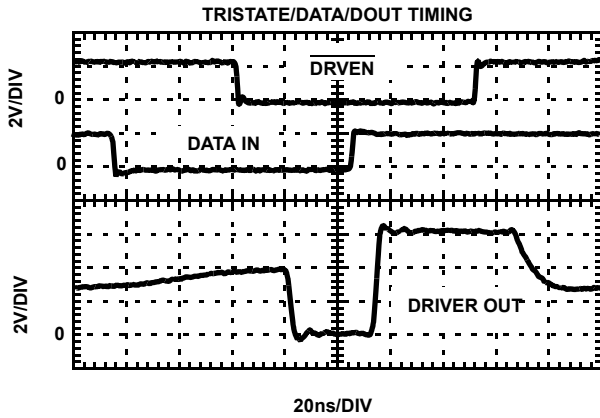 TRISTATE/DATA/DOUT TIMING
2V/DIV
0
DRVEN
0
DATA IN
2V/DIV
0
DRIVER OUT
20ns/DIV